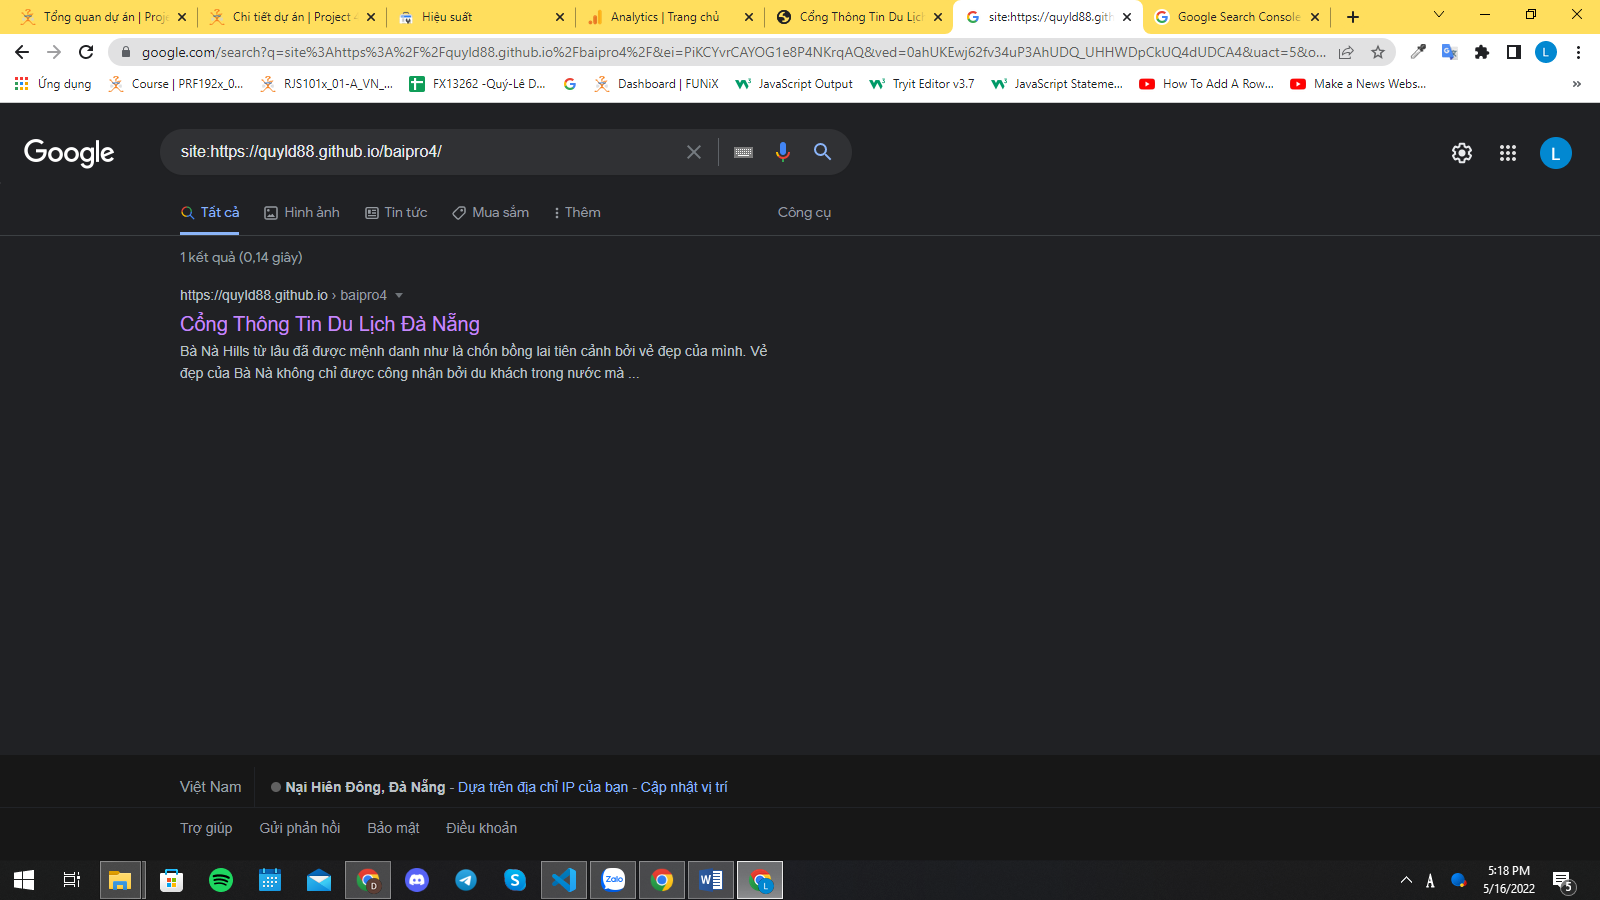 Tổng quan dự án | Proje
Chi tiết dự án | Project 4
Hiệu suất
Analytics | Trang chủ
Cổng Thông Tin Du Lịch
site:https://quyld88.gith
Google Search Console
google.com/search?q=site%3Ahttps%3A%2F%2Fquyld88.github.io%2Fbaipro4%2F&ei=PiKCYvrCAYOG1e8P4NKrqAQ&ved=0ahUKEwj62fv34uP3AhUDQ_UHHWDpCkUQ4dUDCA4&uact=5&o...
L
Ứng dụng
Course | PRF192x_0...
RJS101x_01-A_VN_...
FX13262 -Quý-Lê D...
Dashboard | FUNiX
JavaScript Output
Tryit Editor v3.7
JavaScript Stateme...
How To Add A Row...
Make a News Webs...
»
Google
site:https://quyld88.github.io/baipro4/
L
Tất cả
Hình ảnh
Tin tức
Mua sắm
Thêm
Công cụ
1 kết quả (0,14 giây)
https://quyld88.github.io › baipro4
Cổng Thông Tin Du Lịch Đà Nẵng
Bà Nà Hills từ lâu đã được mệnh danh như là chốn bồng lai tiên cảnh bởi vẻ đẹp của mình. Vẻ
đẹp của Bà Nà không chỉ được công nhận bởi du khách trong nước mà ...
Việt Nam
Nại Hiên Đông, Đà Nẵng - Dựa trên địa chỉ IP của bạn - Cập nhật vị trí
Trợ giúp
Gửi phản hồi
Bảo mật
Điều khoản
D
Zalo
L
5:18 PM
5/16/2022
5